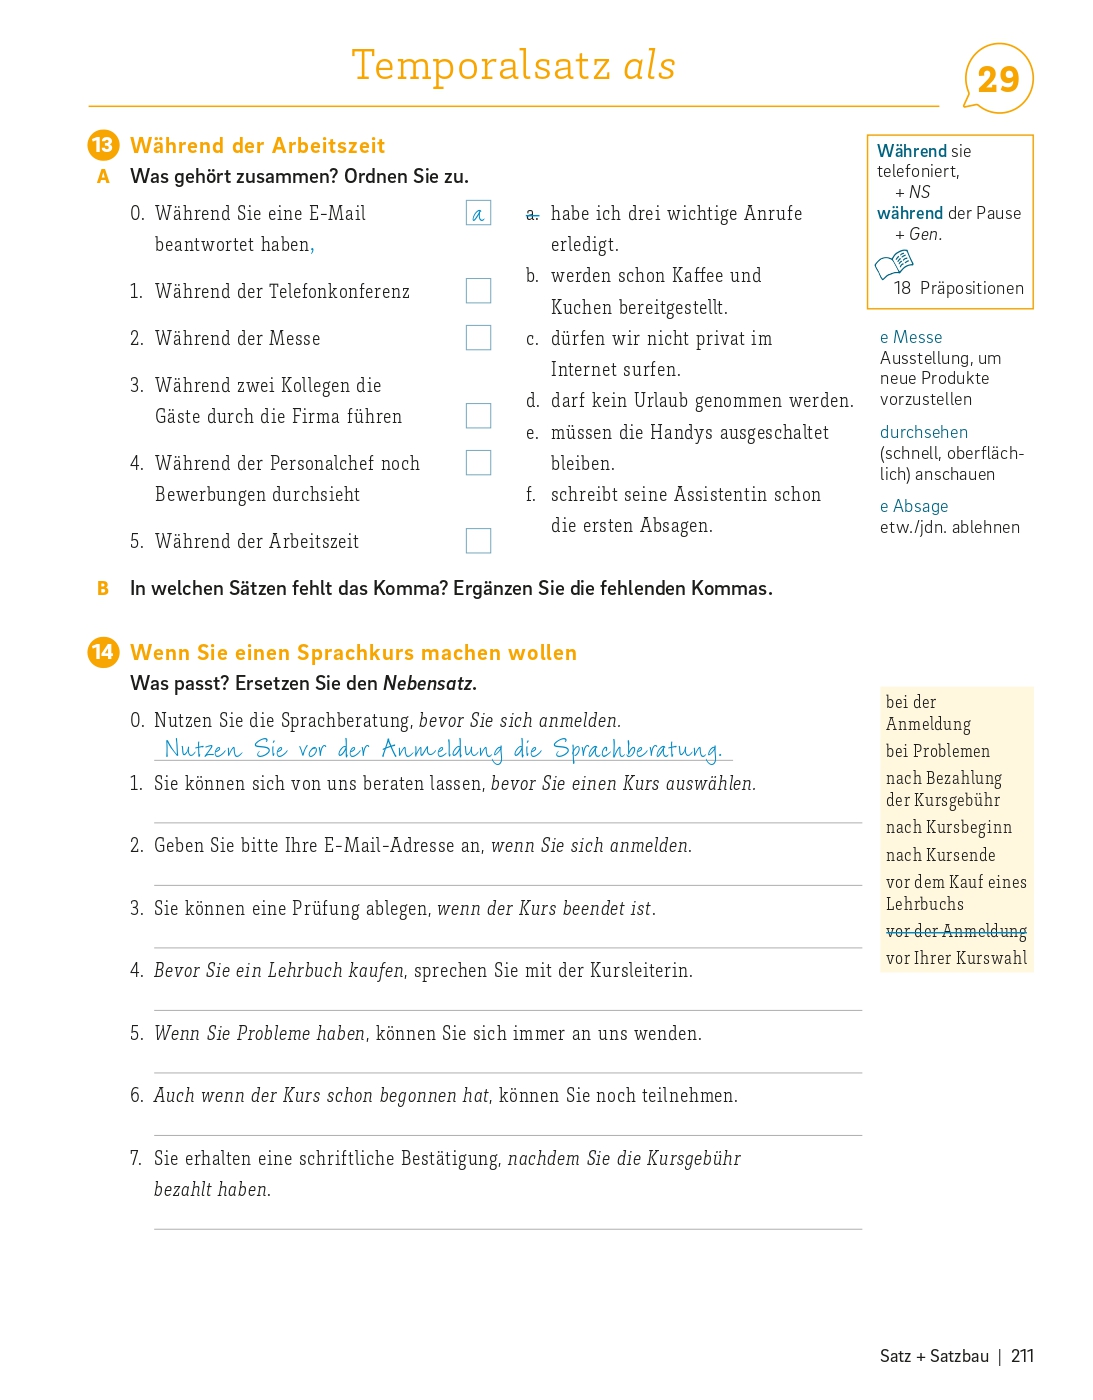 Temporalsatz als
29
13 Während der Arbeitszeit
A Was gehört zusammen? Ordnen Sie zu.
0. Während Sie eine E-Mail
beantwortet haben,
a
1. Während der Telefonkonferenz
2. Während der Messe
3. Während zwei Kollegen die
Gäste durch die Firma führen
4. Während der Personalchef noch
Bewerbungen durchsieht
5. Während der Arbeitszeit
a. habe ich drei wichtige Anrufe
erledigt.
b. werden schon Kaffee und
Kuchen bereitgestellt.
c. dürfen wir nicht privat im
Internet surfen.
d. darf kein Urlaub genommen werden.
e. müssen die Handys ausgeschaltet
bleiben.
f. schreibt seine Assistentin schon
die ersten Absagen.
Während sie
telefoniert,
+ NS
während der Pause
+ Gen.
18 Präpositionen
e Messe
Ausstellung, um
neue Produkte
vorzustellen
durchsehen
(schnell, oberfläch-
lich) anschauen
e Absage
etw./jdn. ablehnen
B In welchen Sätzen fehlt das Komma? Ergänzen Sie die fehlenden Kommas.
14 Wenn Sie einen Sprachkurs machen wollen
Was passt? Ersetzen Sie den Nebensatz.
0. Nutzen Sie die Sprachberatung, bevor Sie sich anmelden.
Nutzen Sie vor der Anmeldung die Sprachberatung.
1. Sie können sich von uns beraten lassen, bevor Sie einen Kurs auswählen.
2. Geben Sie bitte Ihre E-Mail-Adresse an, wenn Sie sich anmelden.
3. Sie können eine Prüfung ablegen, wenn der Kurs beendet ist.
4. Bevor Sie ein Lehrbuch kaufen, sprechen Sie mit der Kursleiterin.
5. Wenn Sie Probleme haben, können Sie sich immer an uns wenden.
6. Auch wenn der Kurs schon begonnen hat, können Sie noch teilnehmen.
7. Sie erhalten eine schriftliche Bestätigung, nachdem Sie die Kursgebühr
bezahlt haben.
bei der
Anmeldung
bei Problemen
nach Bezahlung
der Kursgebühr
nach Kursbeginn
nach Kursende
vor dem Kauf eines
Lehrbuchs
vor der Anmeldung
vor Ihrer Kurswahl
Satz + Satzbau | 211